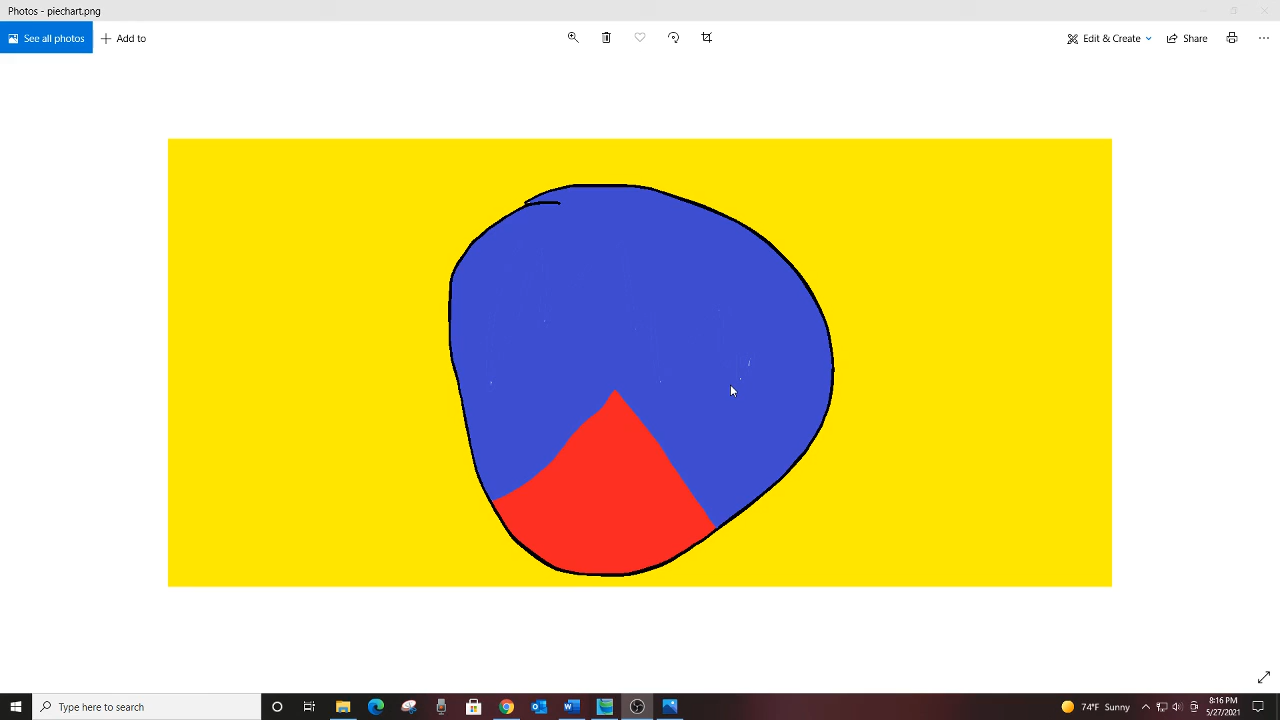 Photos - piechart.png
See all photos
Add to
Edit & Create
Share
Type here to search
74°F Sunny
8:16 PM
5/27/2021